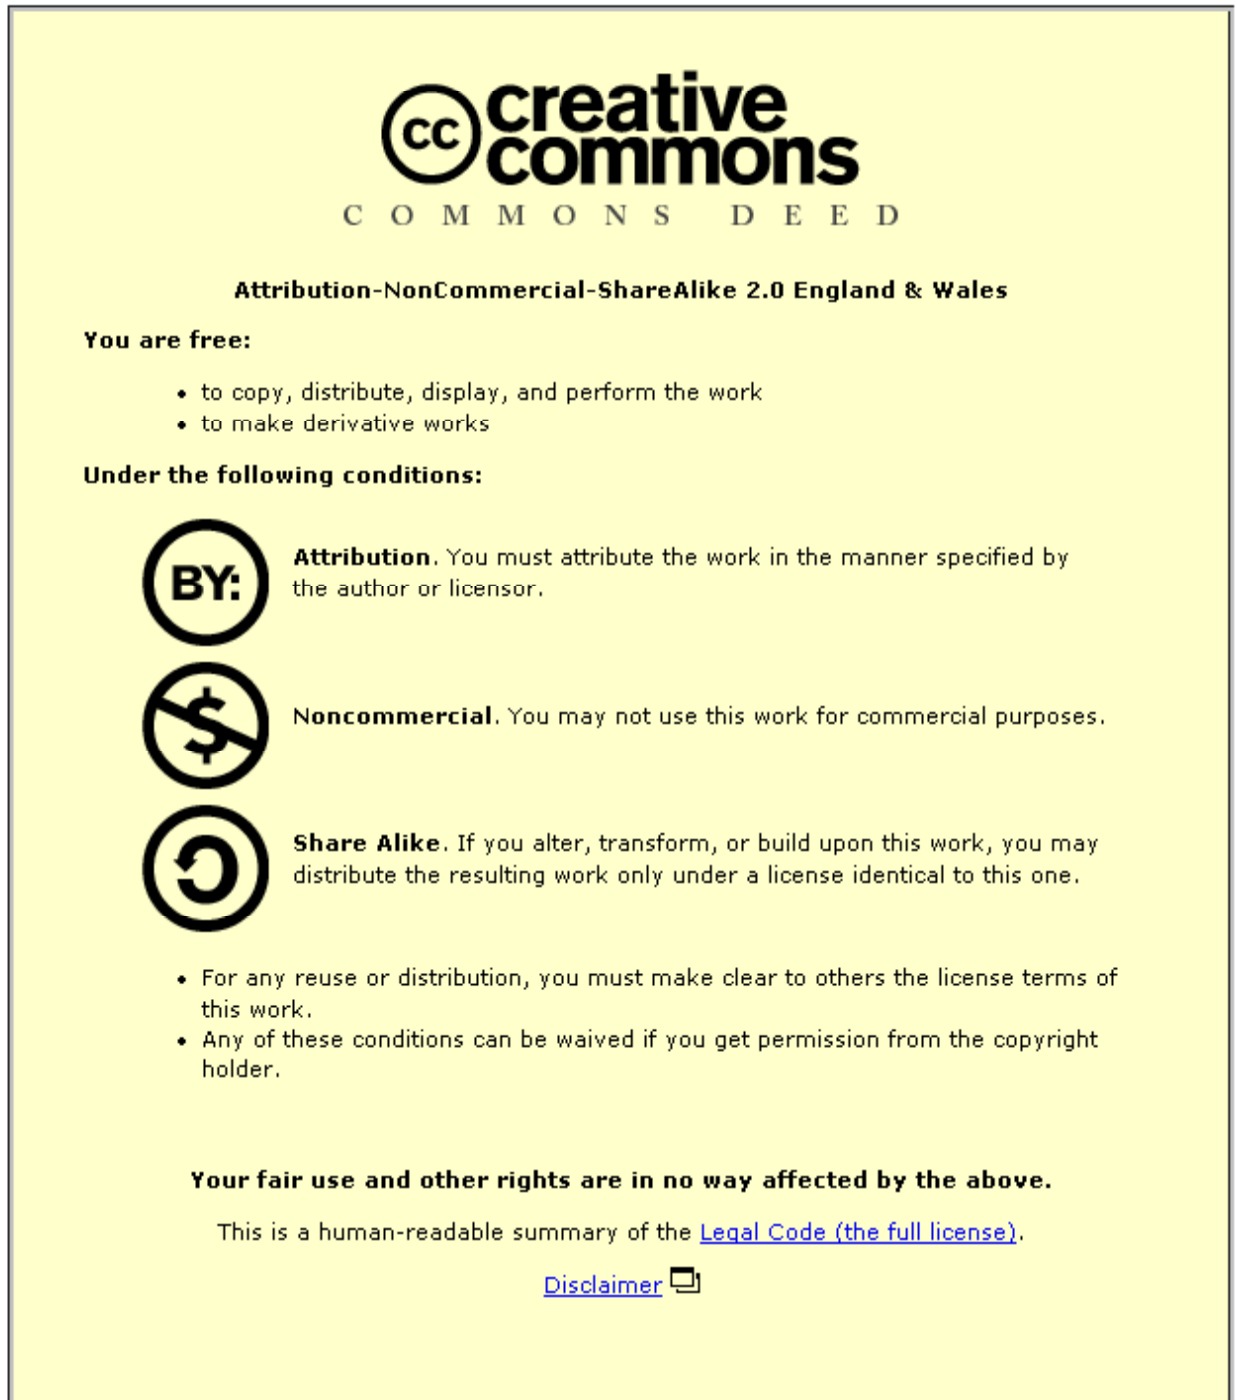 cc creative
commons
COMMONS DEED
Attribution-NonCommercial-ShareAlike 2.0 England & Wales
You are free:
• to copy, distribute, display, and perform the work
• to make derivative works
Under the following conditions:
BY:
Attribution. You must attribute the work in the manner specified by
the author or licensor.
$
Noncommercial. You may not use this work for commercial purposes.
Share Alike. If you alter, transform, or build upon this work, you may
distribute the resulting work only under a license identical to this one.
• For any reuse or distribution, you must make clear to others the license terms of
this work.
• Any of these conditions can be waived if you get permission from the copyright
holder.
Your fair use and other rights are in no way affected by the above.
This is a human-readable summary of the Legal Code (the full license).
Disclaimer